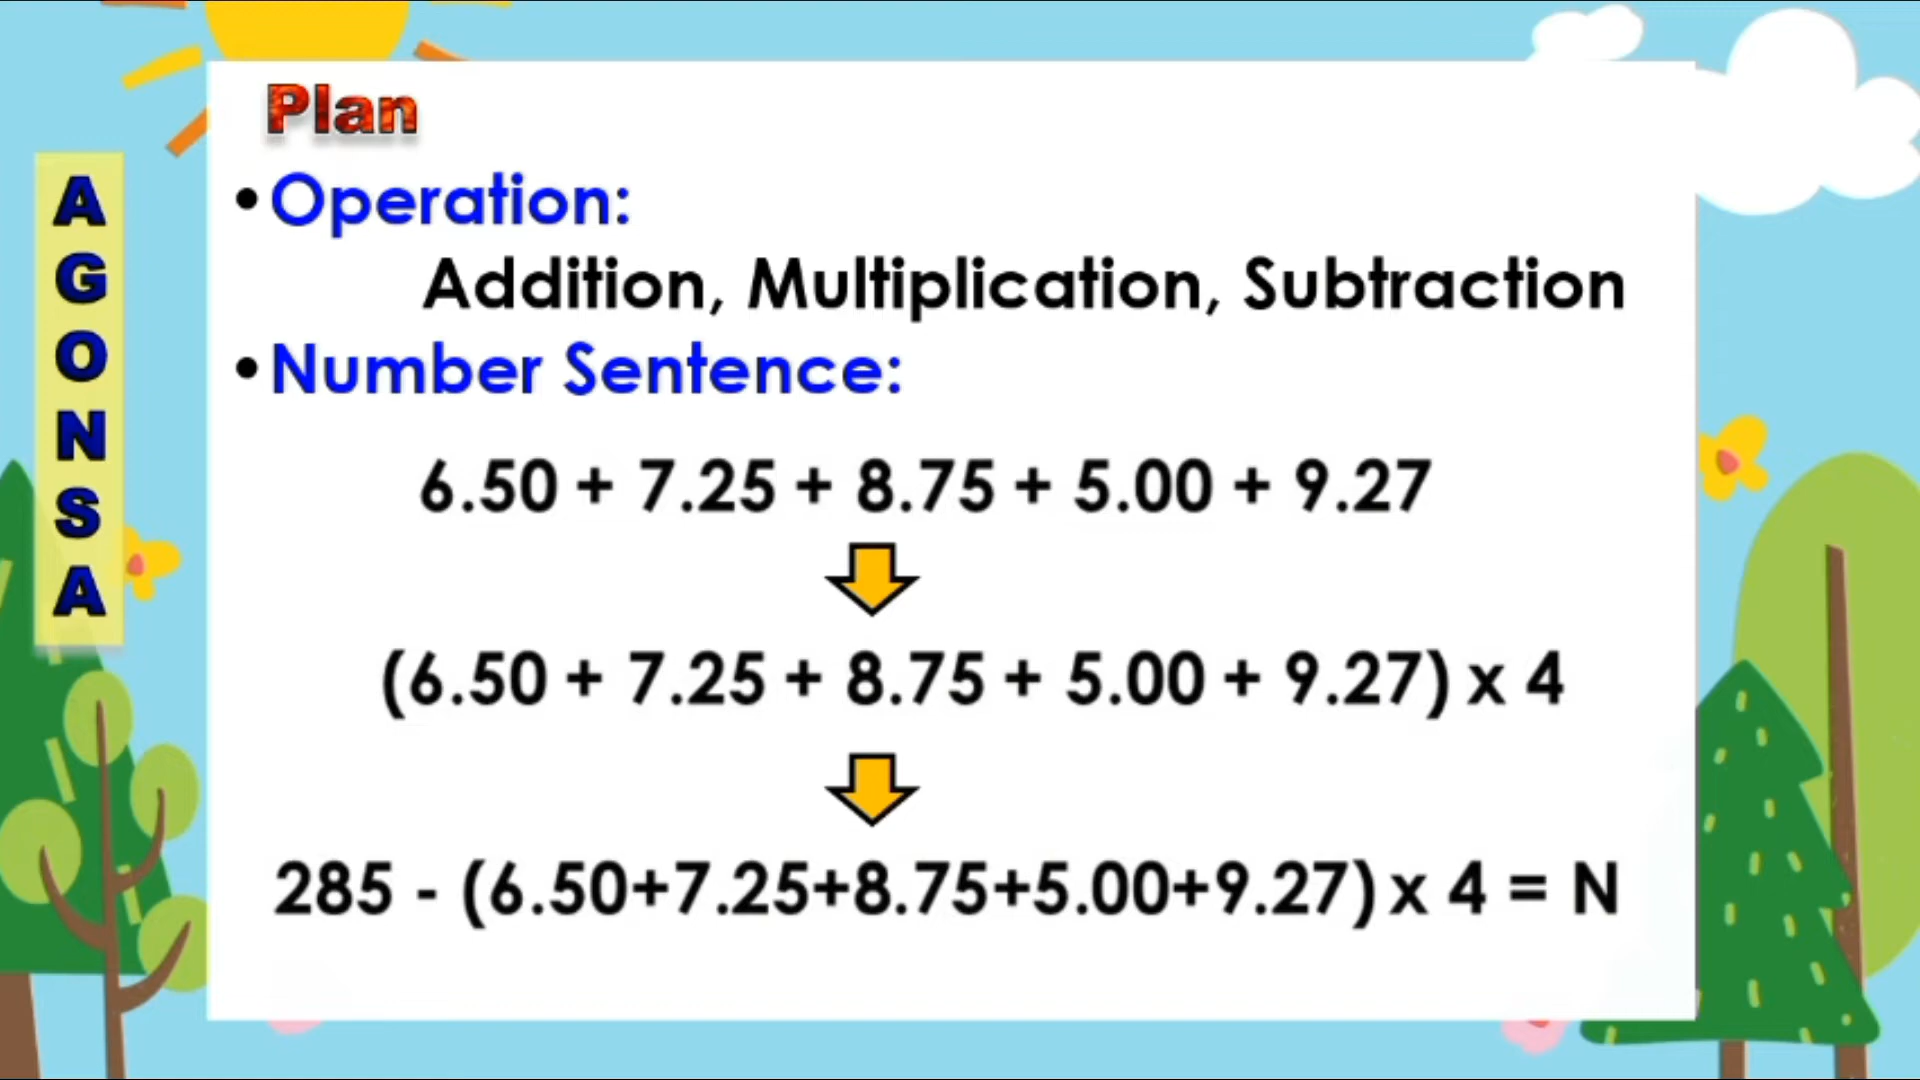 AGONSA
Plan
• Operation:
Addition, Multiplication, Subtraction
• Number Sentence:
6.50 + 7.25 + 8.75 + 5.00 + 9.27
(6.50 + 7.25 + 8.75 + 5.00 + 9.27) x 4
285 - (6.50+7.25+8.75+5.00+9.27) x 4 = N